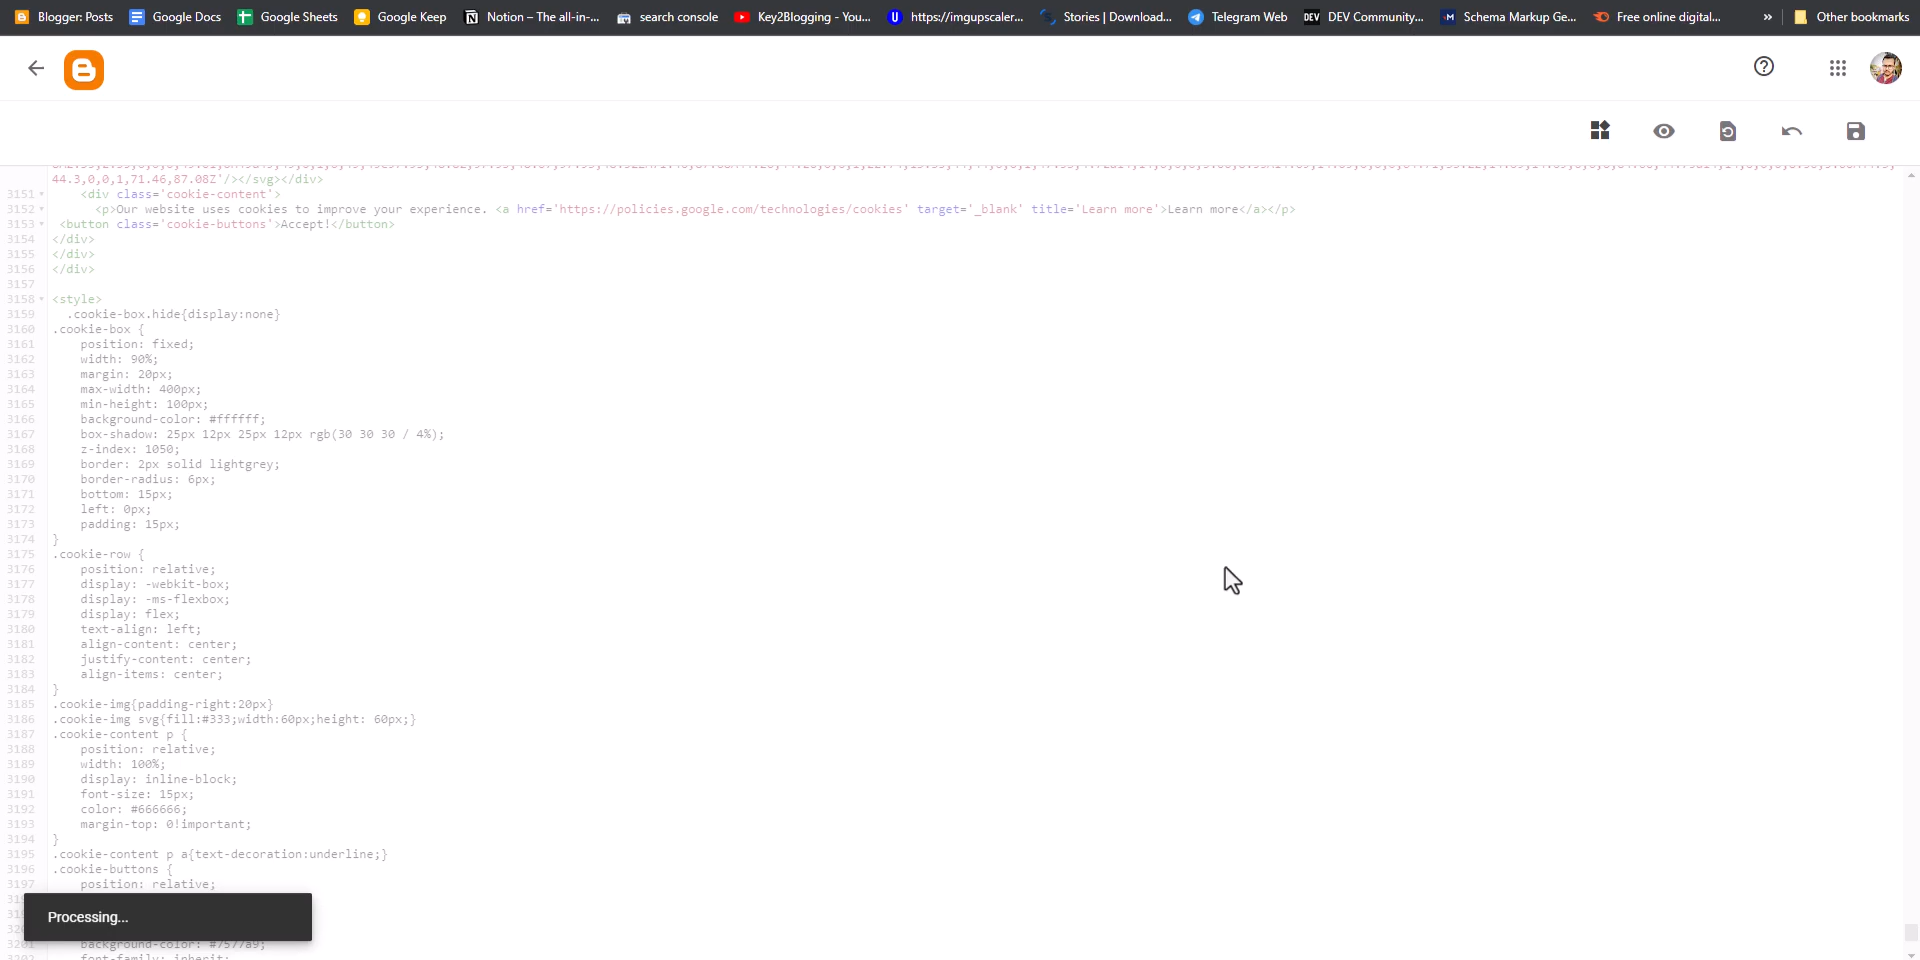 Blogger: Posts Google Docs Google Sheets Google Keep Notion – The all-in-... search console Key2Blogging - You... https://imgupscaler... Stories | Download... Telegram Web DEV Community... Schema Markup Ge... Free online digital... » Other bookmarks
44.3,0,0,1,71.46,87.08Z'/></svg></div>
3151 <div class='cookie-content'>
3152 <p>Our website uses cookies to improve your experience. <a href='https://policies.google.com/technologies/cookies' target='_blank' title='Learn more'>Learn more</a></p>
3153 <button class='cookie-buttons'>Accept!</button>
3154 </div>
3155 </div>
3156 </div>
3157
3158 <style>
3159 .cookie-box.hide{display:none}
3160 .cookie-box {
3161 position: fixed;
3162 width: 90%;
3163 margin: 20px;
3164 max-width: 400px;
3165 min-height: 100px;
3166 background-color: #ffffff;
3167 box-shadow: 25px 12px 25px 12px rgb(30 30 30 / 4%);
3168 z-index: 1050;
3169 border: 2px solid lightgrey;
3170 border-radius: 6px;
3171 bottom: 15px;
3172 left: 0px;
3173 padding: 15px;
3174 }
3175 .cookie-row {
3176 position: relative;
3177 display: -webkit-box;
3178 display: -ms-flexbox;
3179 display: flex;
3180 text-align: left;
3181 align-content: center;
3182 justify-content: center;
3183 align-items: center;
3184 }
3185 .cookie-img{padding-right:20px}
3186 .cookie-img svg{fill:#333;width:60px;height: 60px;}
3187 .cookie-content p {
3188 position: relative;
3189 width: 100%;
3190 display: inline-block;
3191 font-size: 15px;
3192 color: #666666;
3193 margin-top: 0!important;
3194 }
3195 .cookie-content p a{text-decoration:underline;}
3196 .cookie-buttons {
3197 position: relative;
Processing...
3201 background-color: #7577a9;
3202 font-family: inherit;